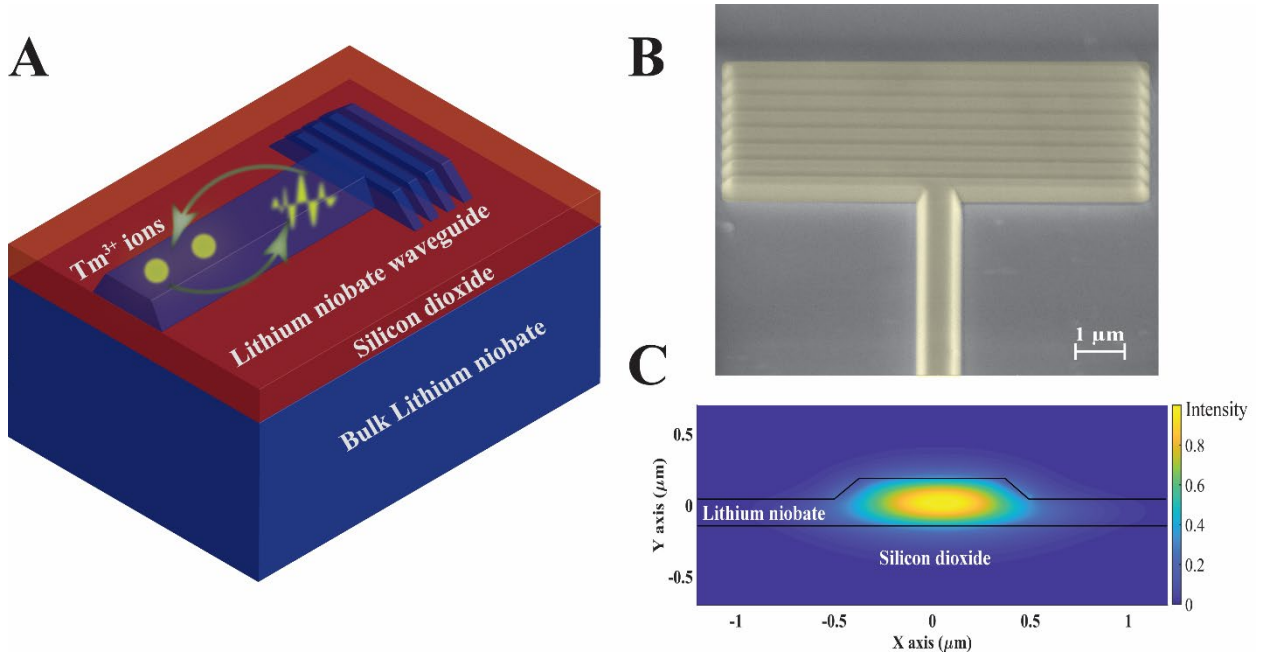 A
Tm³⁺ ions
Lithium niobate waveguide
Silicon dioxide
Bulk Lithium niobate
B
1 μm
C
Intensity
0.8
0.6
0.4
0.2
0
Y axis (μm)
0.5
0
-0.5
Lithium niobate
Silicon dioxide
-1
-0.5
0
0.5
1
X axis (μm)